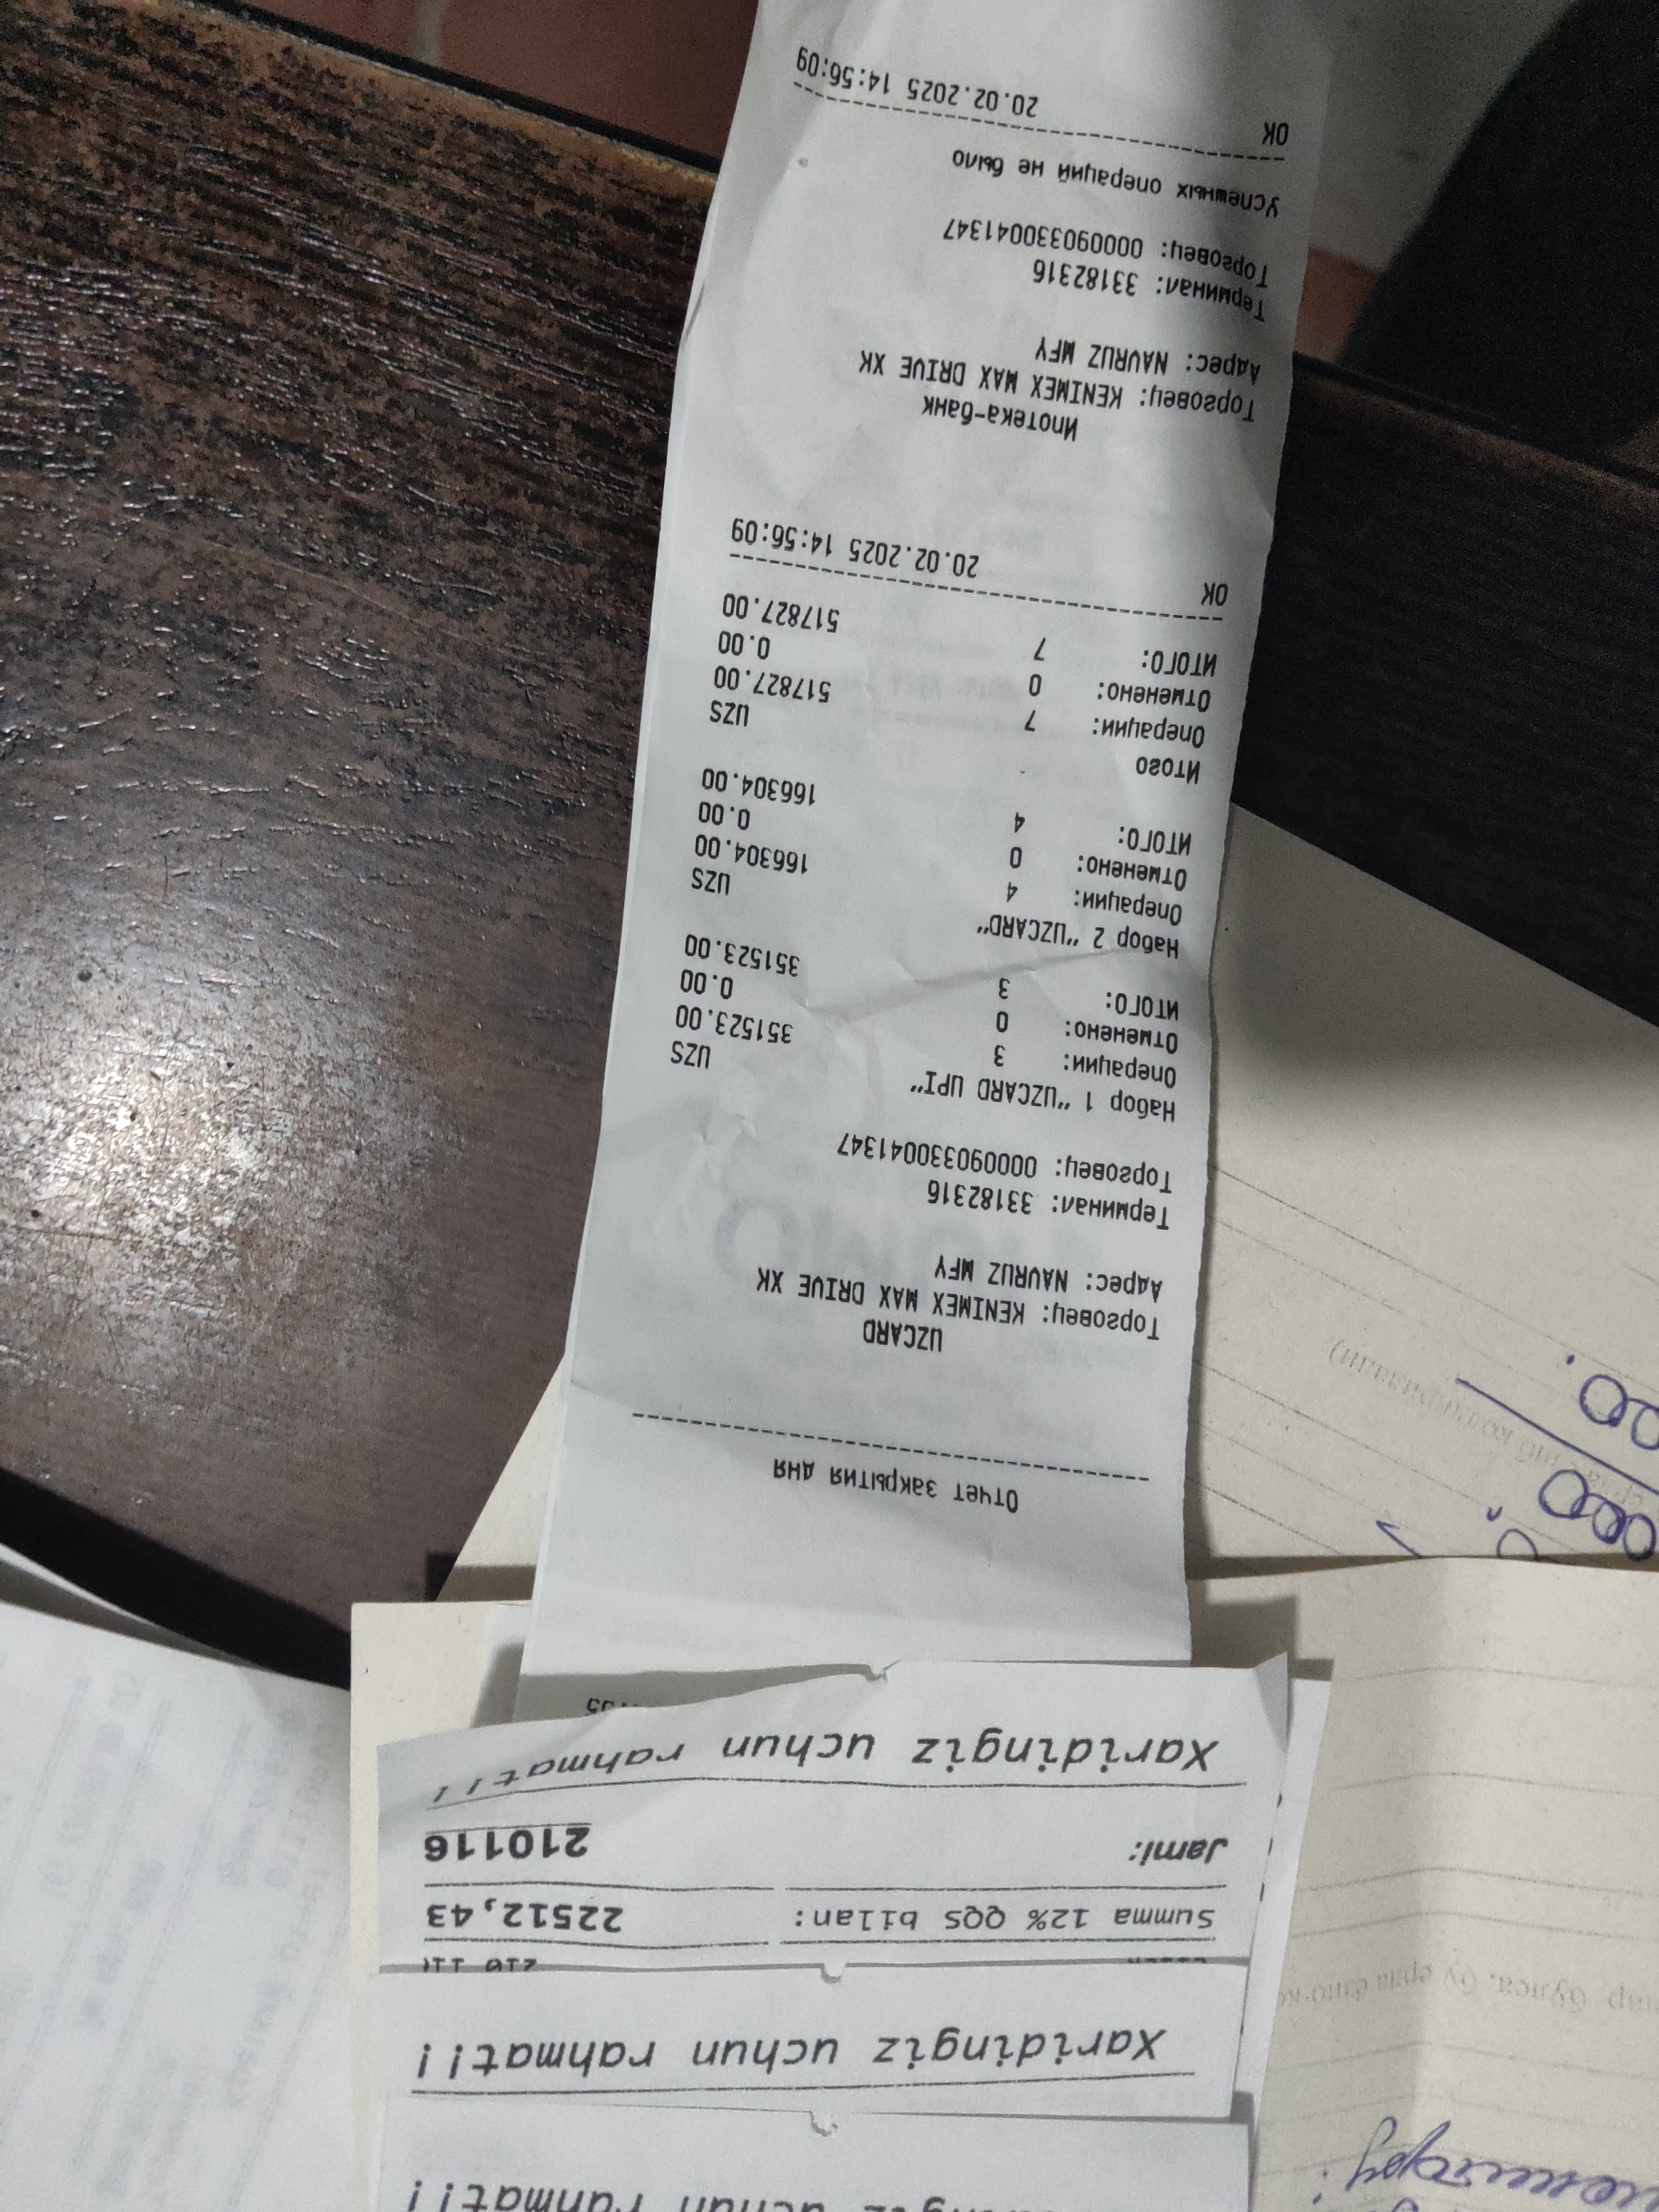 Отчет закрытия дня
UZCARD
Торговец: KENIMEX MAX DRIVE XK
Адрес: NAVRUZ MFY
Терминал: 33182316
Торговец: 000090330041347
Набор 1 "UZCARD UPI"
UZS
Операции: 3 351523.00
Отменено: 0 0.00
ИТОГО: 3 351523.00
Набор 2 "UZCARD"
UZS
Операции: 4 166304.00
Отменено: 0 0.00
ИТОГО: 4 166304.00
Итого
UZS
Операции: 7 517827.00
Отменено: 0 0.00
ИТОГО: 7 517827.00
OK 20.02.2025 14:56:09
Ипотека-банк
Торговец: KENIMEX MAX DRIVE XK
Адрес: NAVRUZ MFY
Терминал: 33182316
Торговец: 000090330041347
Успешных операций не было
OK 20.02.2025 14:56:09
Xaridingiz uchun rahmat!!
Xaridingiz uchun rahmat!!
Summa 12% QQS bilan: 22512,43
Jami: 210116
Xaridingiz uchun rahmat!!